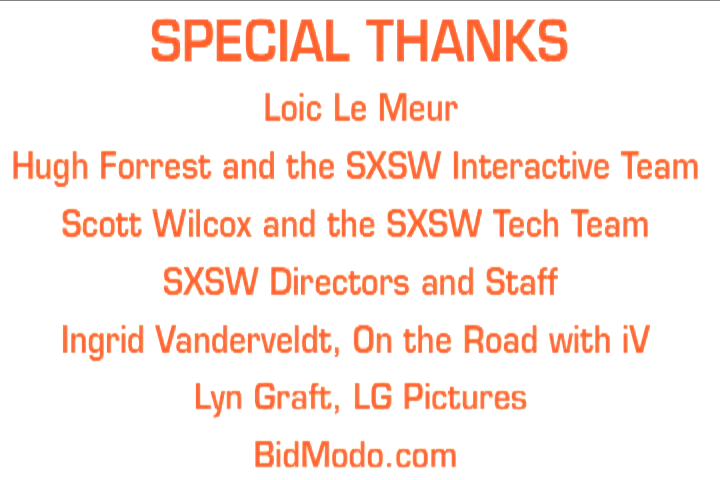 SPECIAL THANKS
Loic Le Meur
Hugh Forrest and the SXSW Interactive Team
Scott Wilcox and the SXSW Tech Team
SXSW Directors and Staff
Ingrid Vanderveldt, On the Road with iV
Lyn Graft, LG Pictures
BidModo.com